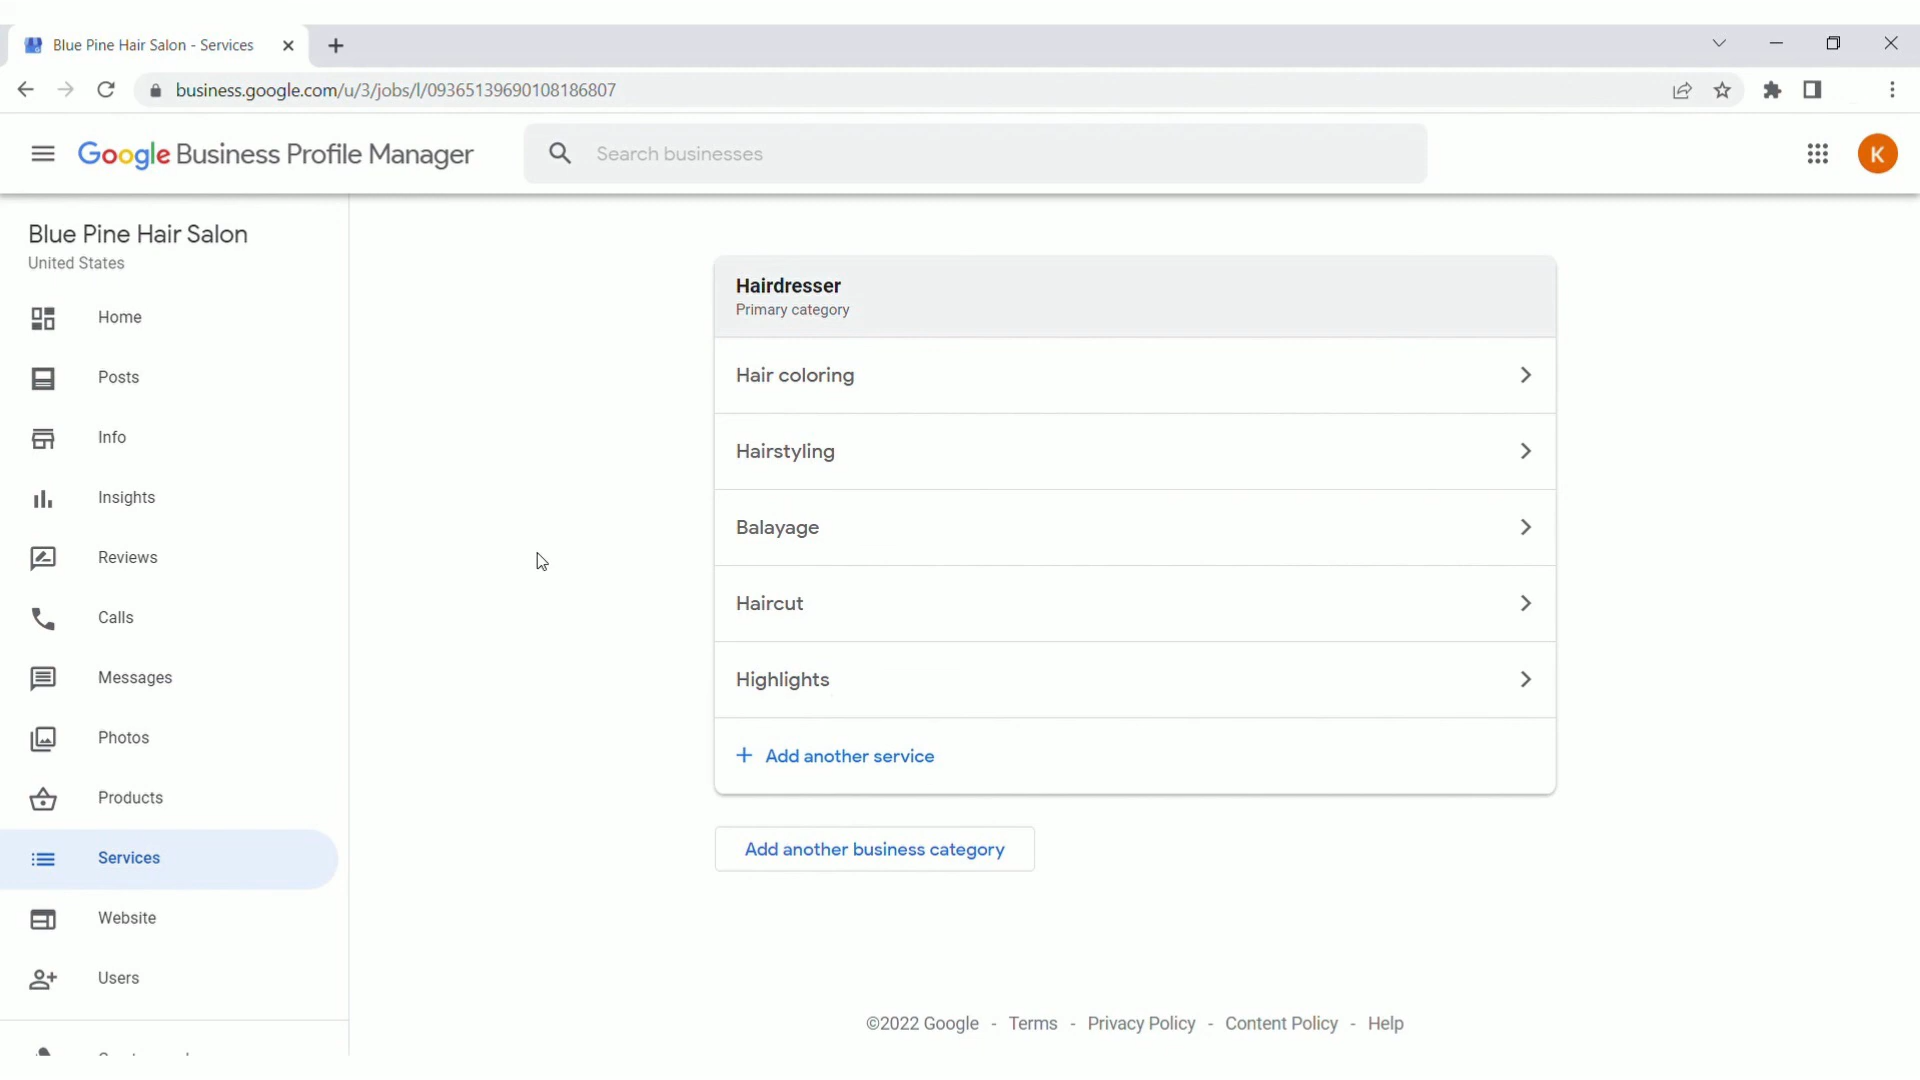 Blue Pine Hair Salon - Services
business.google.com/u/3/jobs/l/09365139690108186807
Google Business Profile Manager
Search businesses
K
Blue Pine Hair Salon
United States
Home
Posts
Info
Insights
Reviews
Calls
Messages
Photos
Products
Services
Website
Users
Hairdresser
Primary category
Hair coloring
Hairstyling
Balayage
Haircut
Highlights
+ Add another service
Add another business category
©2022 Google - Terms - Privacy Policy - Content Policy - Help